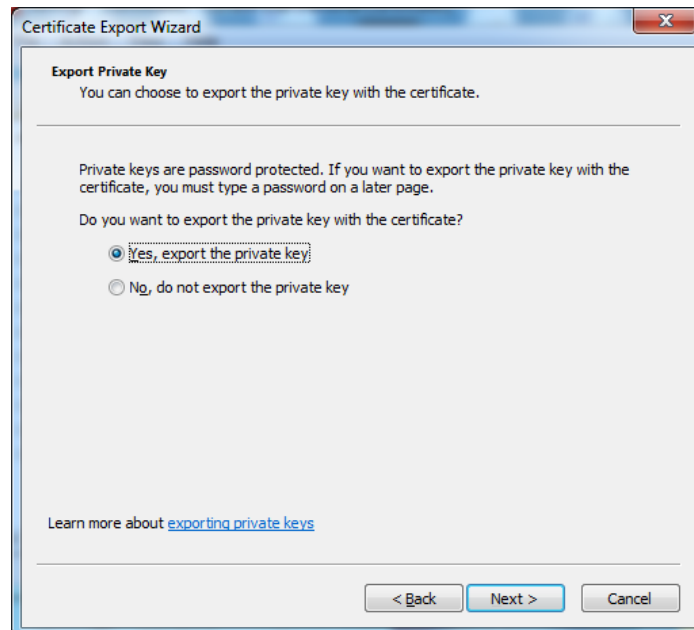 Certificate Export Wizard
Export Private Key
You can choose to export the private key with the certificate.
Private keys are password protected. If you want to export the private key with the
certificate, you must type a password on a later page.
Do you want to export the private key with the certificate?
Yes, export the private key
No, do not export the private key
Learn more about exporting private keys
< Back
Next >
Cancel